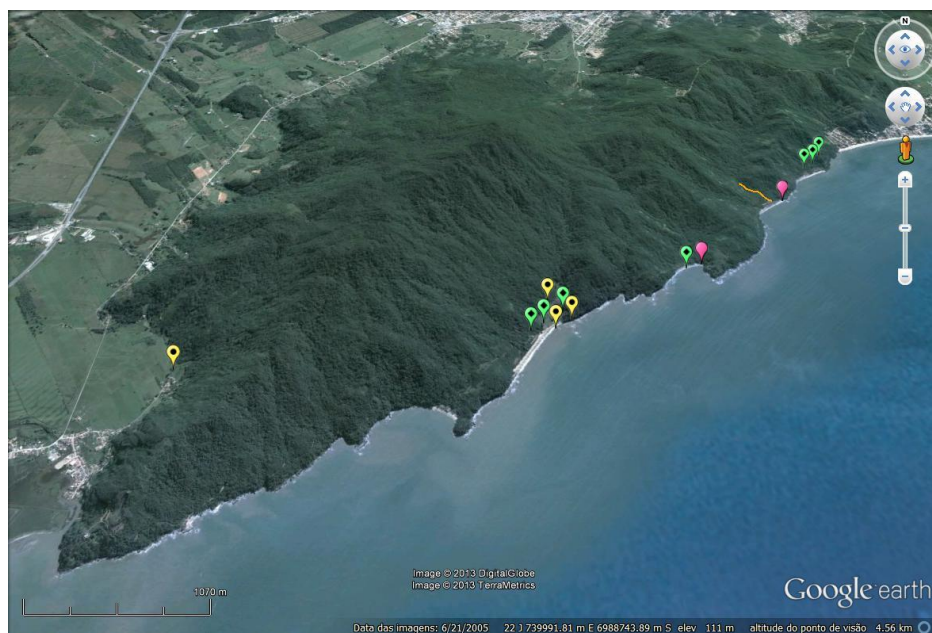 N
1070 m
Image © 2013 DigitalGlobe
Image © 2013 TerraMetrics
Google earth
Data das imagens: 6/21/2005 22 J 739991.81 m E 6988743.89 m S elev 111 m altitude do ponto de visão 4.56 km